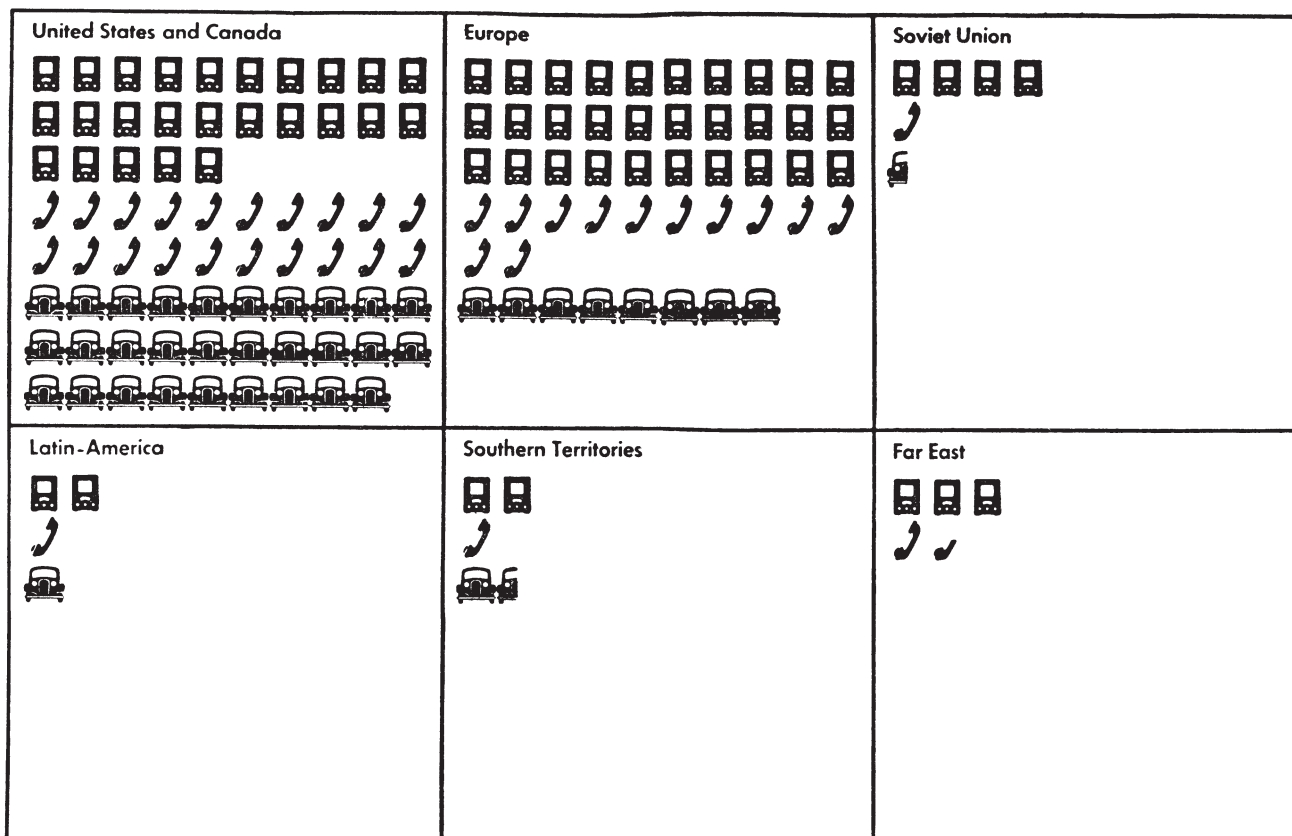 United States and Canada
Europe
Soviet Union
Latin-America
Southern Territories
Far East